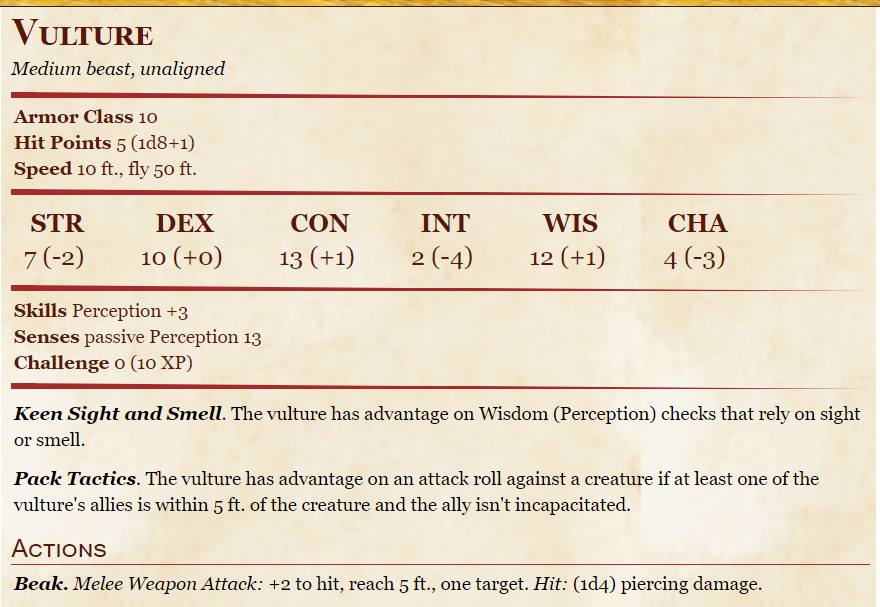 Vulture
Medium beast, unaligned
Armor Class 10
Hit Points 5 (1d8+1)
Speed 10 ft., fly 50 ft.
STR DEX CON INT WIS CHA
7 (-2) 10 (+0) 13 (+1) 2 (-4) 12 (+1) 4 (-3)
Skills Perception +3
Senses passive Perception 13
Challenge 0 (10 XP)
Keen Sight and Smell. The vulture has advantage on Wisdom (Perception) checks that rely on sight
or smell.
Pack Tactics. The vulture has advantage on an attack roll against a creature if at least one of the
vulture's allies is within 5 ft. of the creature and the ally isn't incapacitated.
Actions
Beak. Melee Weapon Attack: +2 to hit, reach 5 ft., one target. Hit: (1d4) piercing damage.